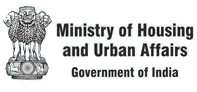 Ministry of Housing
and Urban Affairs
Government of India